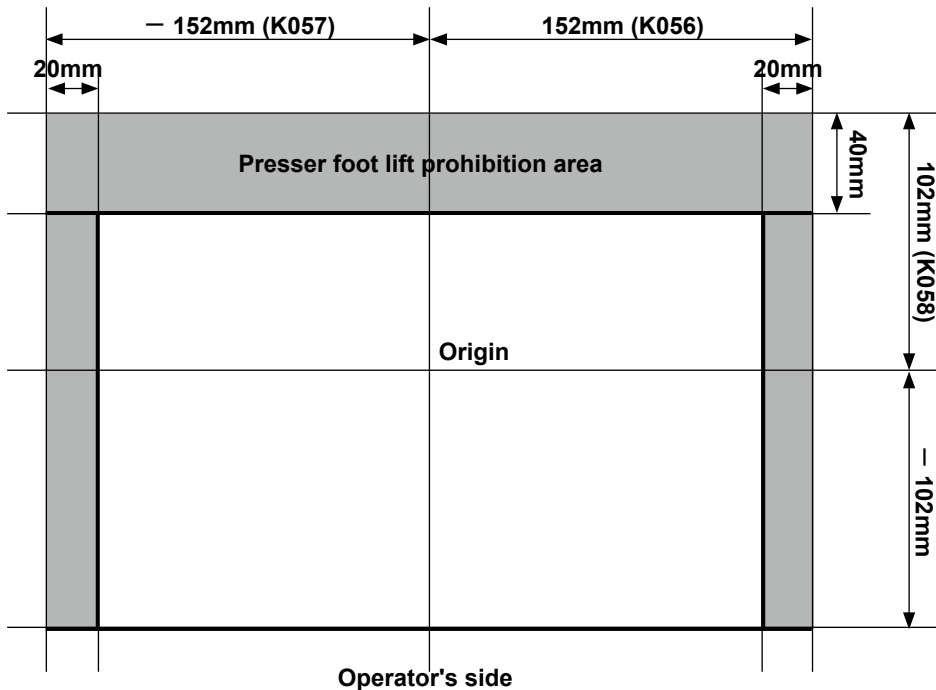 − 152mm (K057)
152mm (K056)
20mm
20mm
Presser foot lift prohibition area
40mm
102mm (K058)
Origin
− 102mm
Operator's side